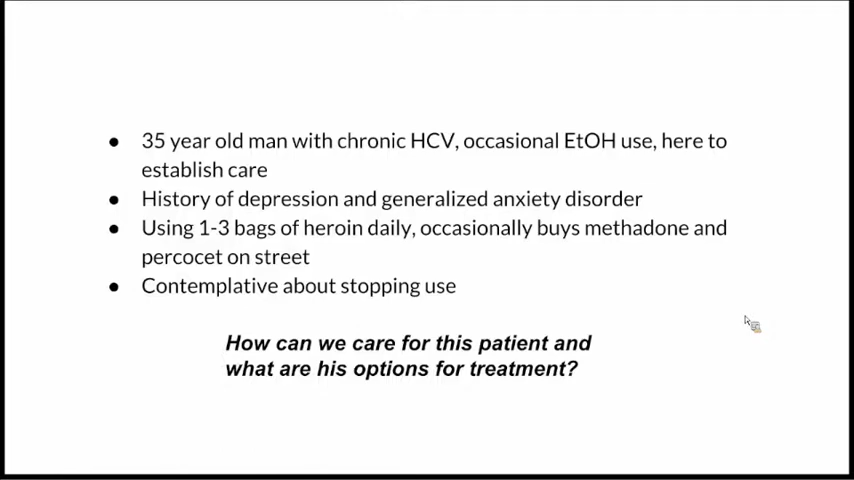 ● 35 year old man with chronic HCV, occasional EtOH use, here to
establish care
● History of depression and generalized anxiety disorder
● Using 1-3 bags of heroin daily, occasionally buys methadone and
percocet on street
● Contemplative about stopping use
How can we care for this patient and
what are his options for treatment?